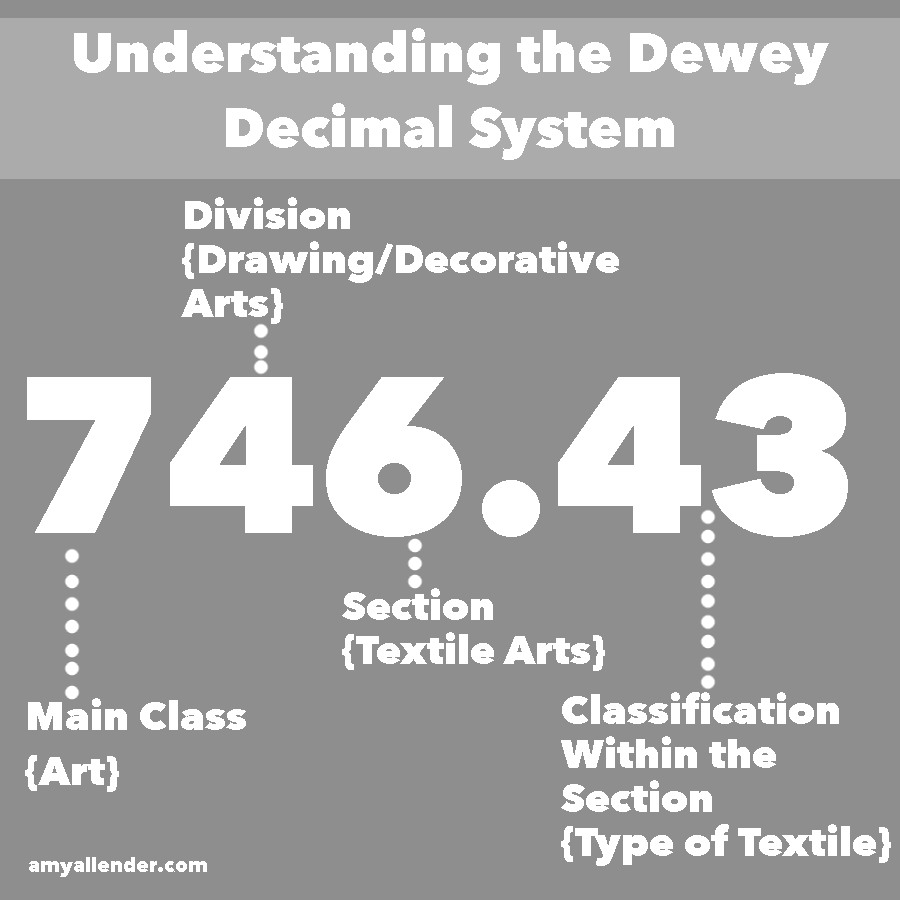 Understanding the Dewey
Decimal System
Division
{Drawing/Decorative
Arts}
746.43
Section
{Textile Arts}
Main Class
{Art}
Classification
Within the
Section
{Type of Textile}
amyallender.com